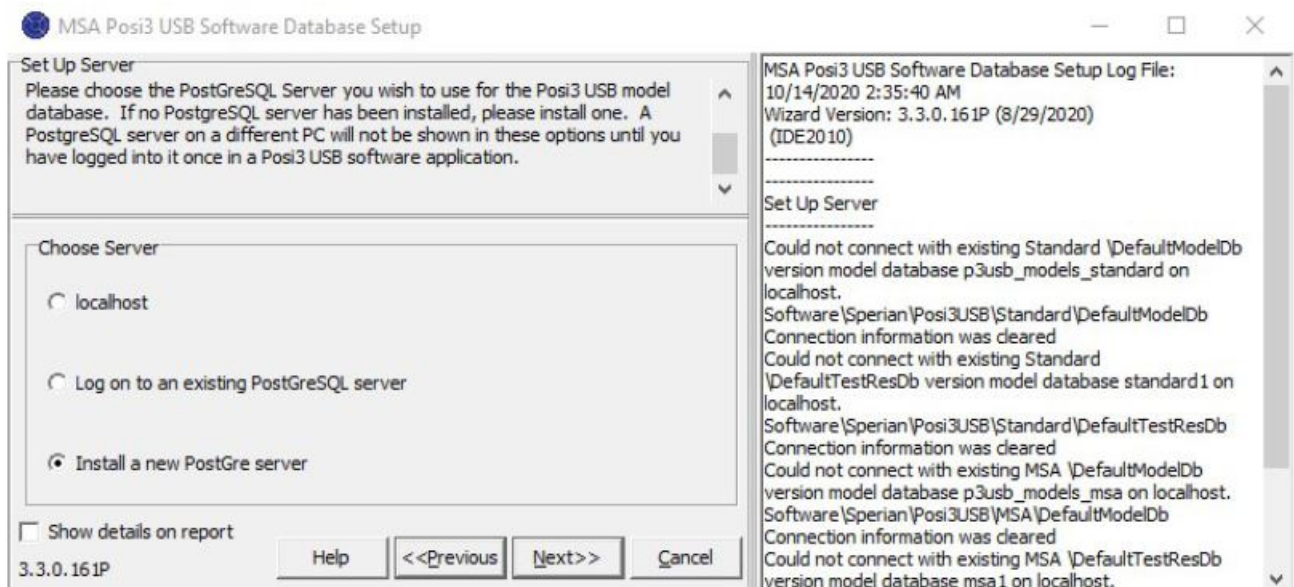 MSA Posi3 USB Software Database Setup
Set Up Server
Please choose the PostGreSQL Server you wish to use for the Posi3 USB model
database. If no PostgreSQL server has been installed, please install one. A
PostgreSQL server on a different PC will not be shown in these options until you
have logged into it once in a Posi3 USB software application.
Choose Server
localhost
Log on to an existing PostGreSQL server
Install a new PostGre server
Show details on report
3.3.0.161P
Help
<<Previous
Next>>
Cancel
MSA Posi3 USB Software Database Setup Log File:
10/14/2020 2:35:40 AM
Wizard Version: 3.3.0.161P (8/29/2020)
(IDE2010)
----------------
----------------
Set Up Server
----------------
Could not connect with existing Standard \DefaultModelDb
version model database p3usb_models_standard on
localhost.
Software\Sperian\Posi3USB\Standard\DefaultModelDb
Connection information was cleared
Could not connect with existing Standard
\DefaultTestResDb version model database standard1 on
localhost.
Software\Sperian\Posi3USB\Standard\DefaultTestResDb
Connection information was cleared
Could not connect with existing MSA \DefaultModelDb
version model database p3usb_models_msa on localhost.
Software\Sperian\Posi3USB\MSA\DefaultModelDb
Connection information was cleared
Could not connect with existing MSA \DefaultTestResDb
version model database msa1 on localhost.